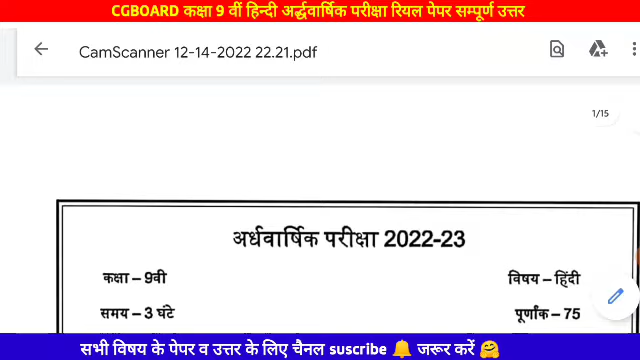 CGBOARD कक्षा 9 वीं हिन्दी अर्द्धवार्षिक परीक्षा रियल पेपर सम्पूर्ण उत्तर
CamScanner 12-14-2022 22.21.pdf
1/15
अर्धवार्षिक परीक्षा 2022-23
कक्षा – 9वी
विषय – हिंदी
समय – 3 घंटे
पूर्णांक – 75
सभी विषय के पेपर व उत्तर के लिए चैनल suscribe 🔔 जरूर करें 🤗